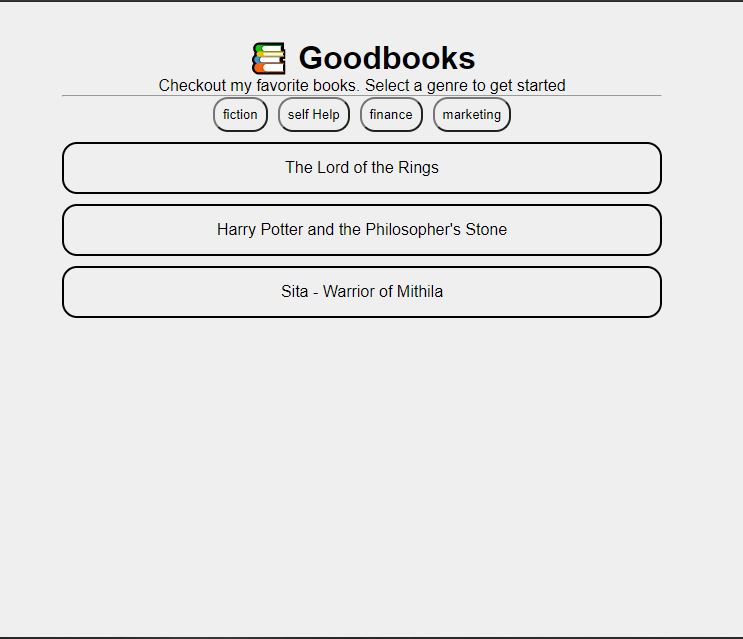 Goodbooks
Checkout my favorite books. Select a genre to get started
fiction self Help finance marketing
The Lord of the Rings
Harry Potter and the Philosopher's Stone
Sita - Warrior of Mithila